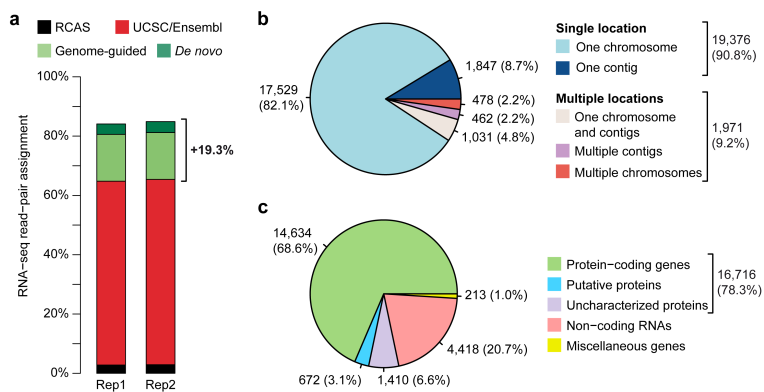 a
RCAS
UCSC/Ensembl
Genome-guided
De novo
100%
80%
60%
40%
20%
0%
RNA−seq read−pair assignment
+19.3%
Rep1
Rep2
b
17,529
(82.1%)
1,847 (8.7%)
478 (2.2%)
462 (2.2%)
1,031 (4.8%)
Single location
One chromosome
One contig
19,376
(90.8%)
Multiple locations
One chromosome
and contigs
Multiple contigs
Multiple chromosomes
1,971
(9.2%)
c
14,634
(68.6%)
213 (1.0%)
4,418 (20.7%)
1,410 (6.6%)
672 (3.1%)
Protein−coding genes
Putative proteins
Uncharacterized proteins
Non−coding RNAs
Miscellaneous genes
16,716
(78.3%)